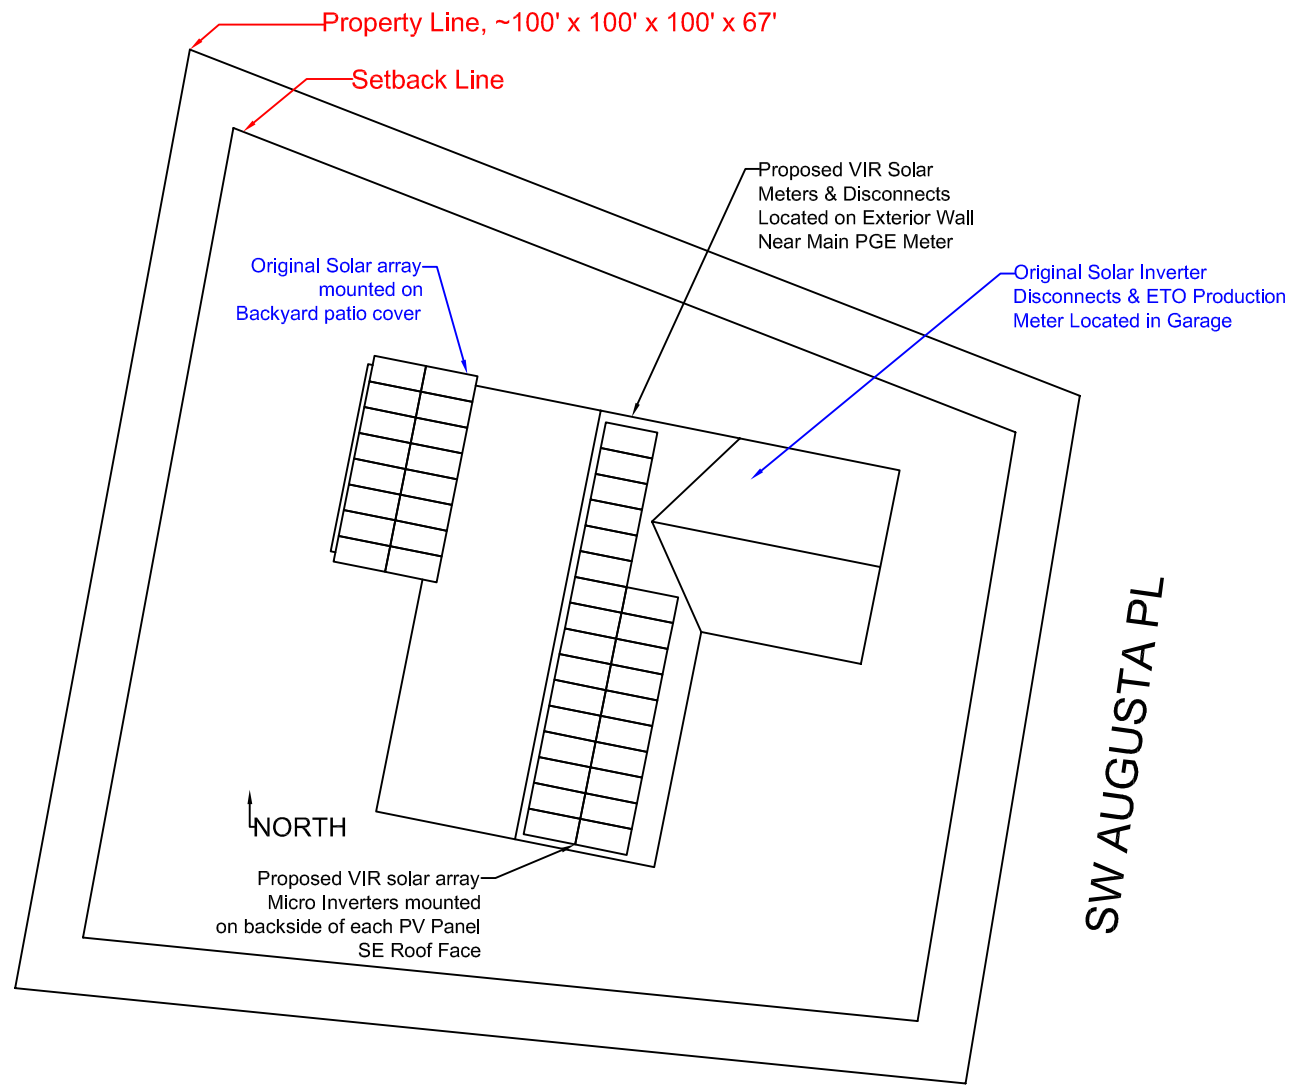 Property Line, ~100' x 100' x 100' x 67'
Setback Line
Proposed VIR Solar
Meters & Disconnects
Located on Exterior Wall
Near Main PGE Meter
Original Solar array
mounted on
Backyard patio cover
Original Solar Inverter
Disconnects & ETO Production
Meter Located in Garage
SW AUGUSTA PL
NORTH
Proposed VIR solar array
Micro Inverters mounted
on backside of each PV Panel
SE Roof Face